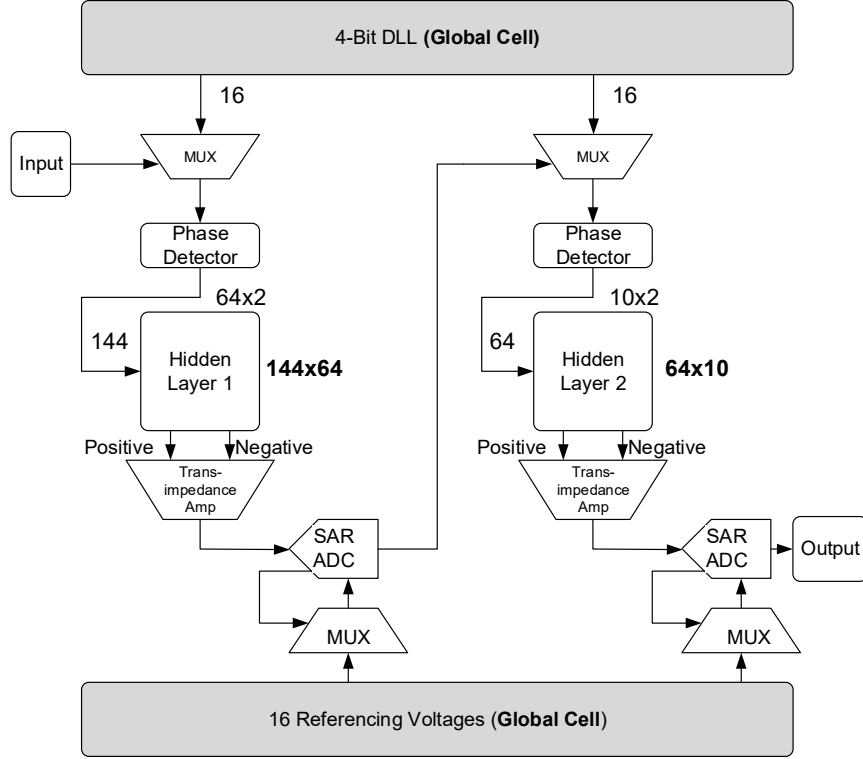 4-Bit DLL (Global Cell)
16
16
Input
MUX
MUX
Phase
Detector
Phase
Detector
64x2
10x2
144
Hidden
Layer 1
144x64
64
Hidden
Layer 2
64x10
Positive
Negative
Positive
Negative
Trans-
impedance
Amp
Trans-
impedance
Amp
SAR
ADC
SAR
ADC
Output
MUX
MUX
16 Referencing Voltages (Global Cell)